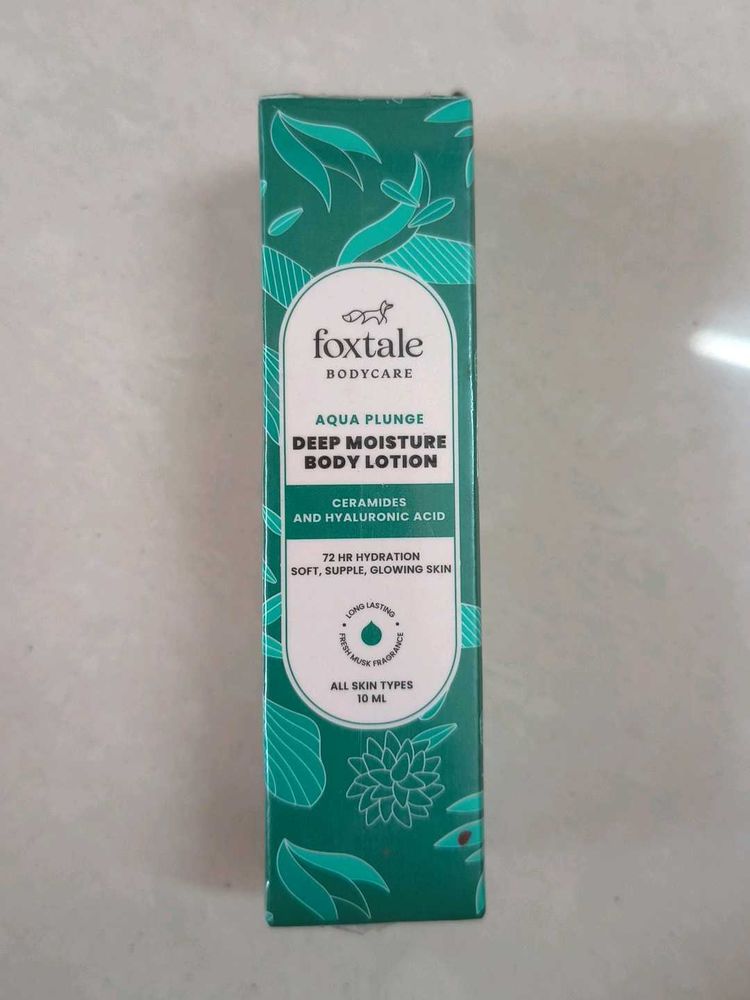 foxtale
BODYCARE
AQUA PLUNGE
DEEP MOISTURE
BODY LOTION
CERAMIDES
AND HYALURONIC ACID
72 HR HYDRATION
SOFT, SUPPLE, GLOWING SKIN
LONG LASTING
FRESH MUSK FRAGRANCE
ALL SKIN TYPES
10 ML